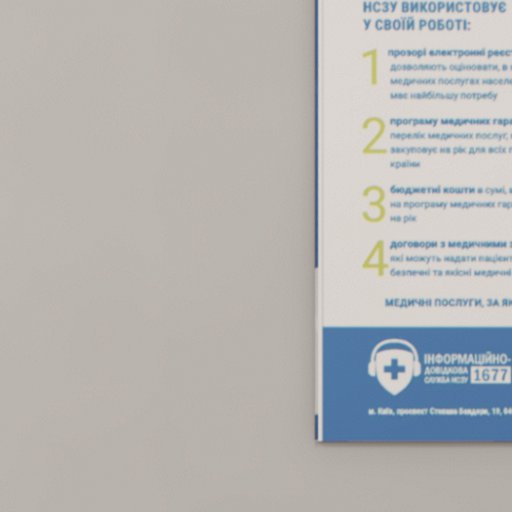 НСЗУ ВИКОРИСТОВУЄ
У СВОЇЙ РОБОТІ:
1 прозорі електронні реєст
дозволяють оцінювати, в
медичних послугах населе
має найбільшу потребу
2 програму медичних гара
перелік медичних послуг,
закуповує на рік для всіх г
країни
3 бюджетні кошти в сумі,
на програму медичних гар
на рік
4 договори з медичними з
які можуть надати пацієнт
безпечні та якісні медичні
МЕДИЧНІ ПОСЛУГИ, ЗА ЯК
ІНФОРМАЦІЙНО-
ДОВІДКОВА
СЛУЖБА НСЗУ 1677
м. Київ, проспект Степана Бандери, 19, 04